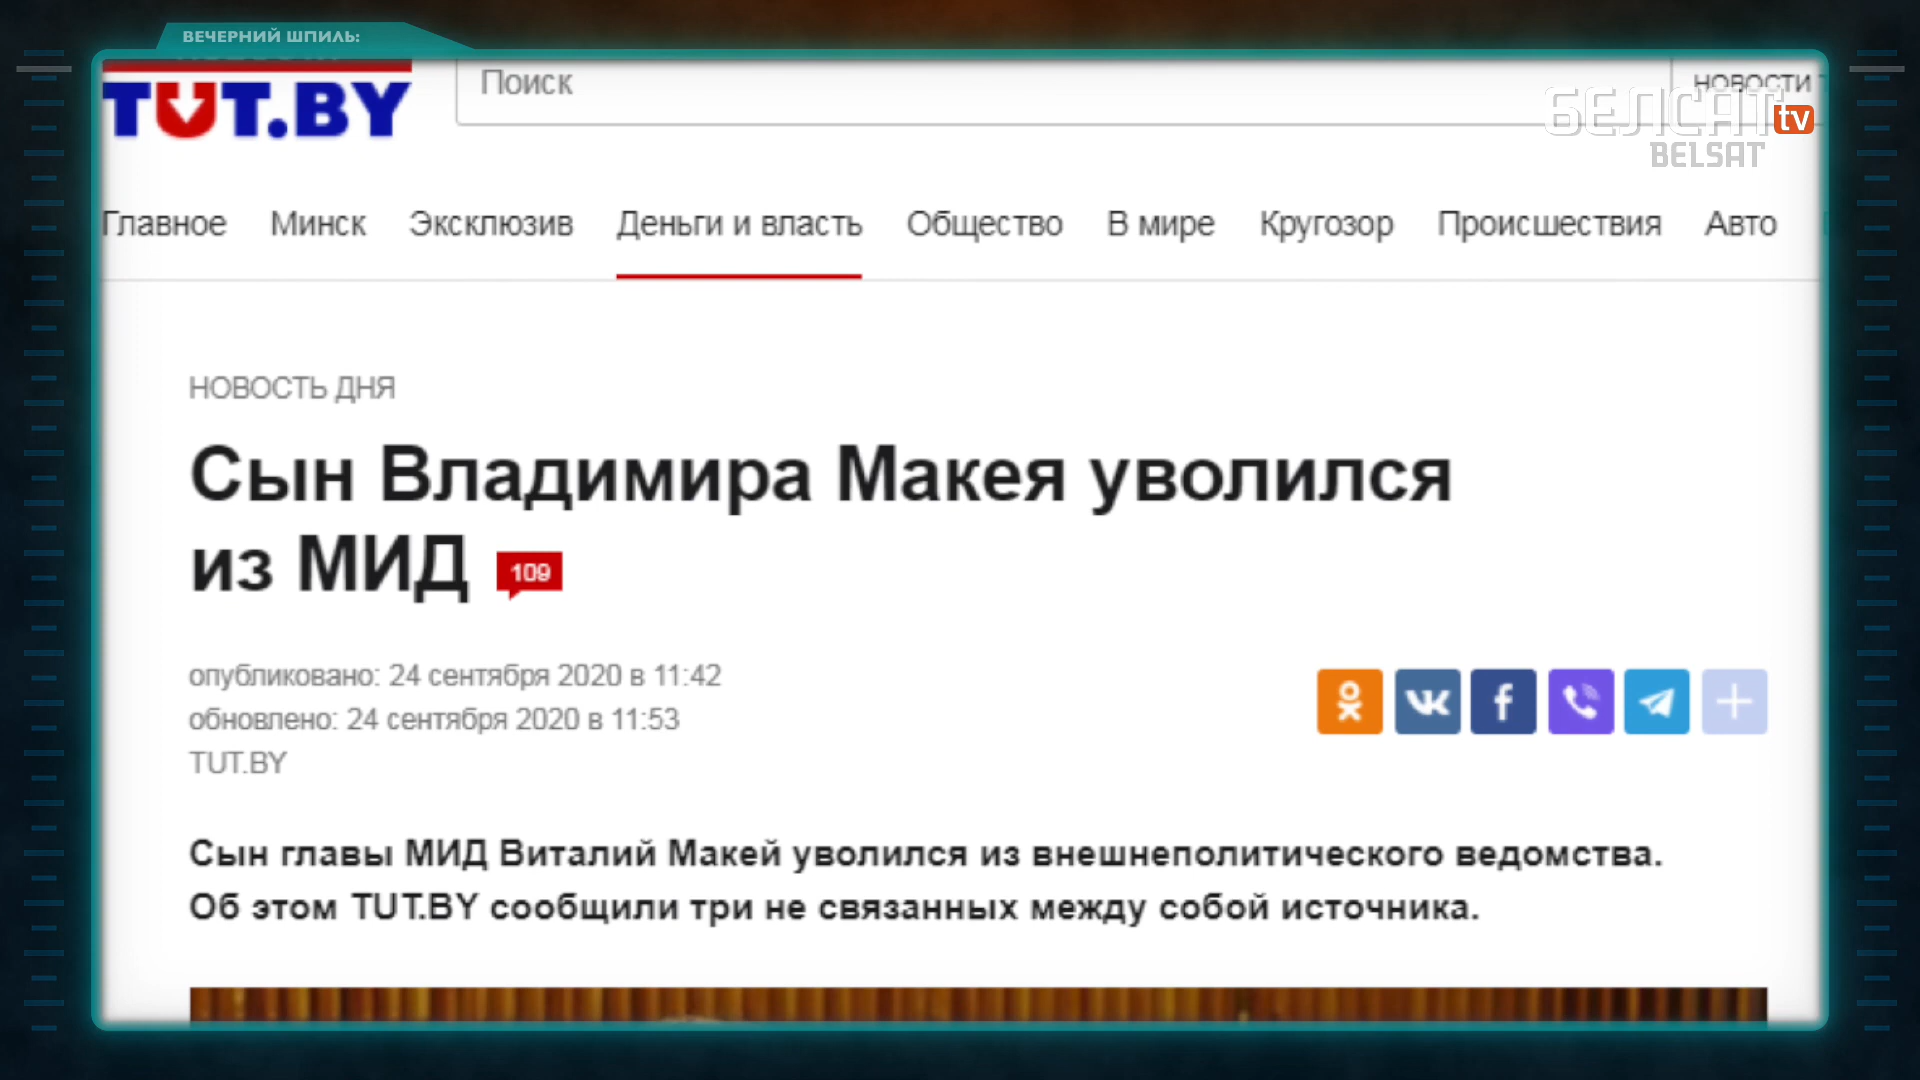 ВЕЧЕРНИЙ ШПИЛЬ:
TUT.BY
Поиск
НОВОСТИ
БЕЛСАТ tv
BELSAT
Главное Минск Эксклюзив Деньги и власть Общество В мире Кругозор Происшествия Авто
НОВОСТЬ ДНЯ
Сын Владимира Макея уволился
из МИД 109
опубликовано: 24 сентября 2020 в 11:42
обновлено: 24 сентября 2020 в 11:53
TUT.BY
Сын главы МИД Виталий Макей уволился из внешнеполитического ведомства.
Об этом TUT.BY сообщили три не связанных между собой источника.